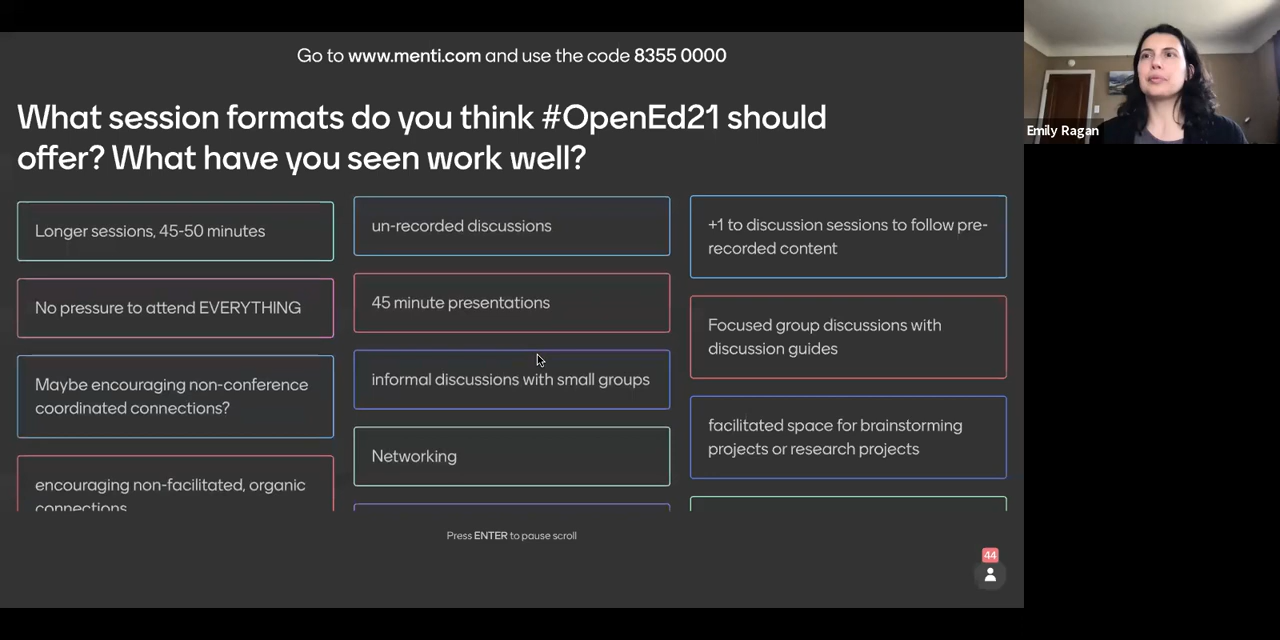 Go to www.menti.com and use the code 8355 0000
What session formats do you think #OpenEd21 should
offer? What have you seen work well?
Longer sessions, 45-50 minutes
No pressure to attend EVERYTHING
Maybe encouraging non-conference
coordinated connections?
encouraging non-facilitated, organic
connections
un-recorded discussions
45 minute presentations
informal discussions with small groups
Networking
+1 to discussion sessions to follow pre-
recorded content
Focused group discussions with
discussion guides
facilitated space for brainstorming
projects or research projects
Press ENTER to pause scroll
44
Emily Ragan